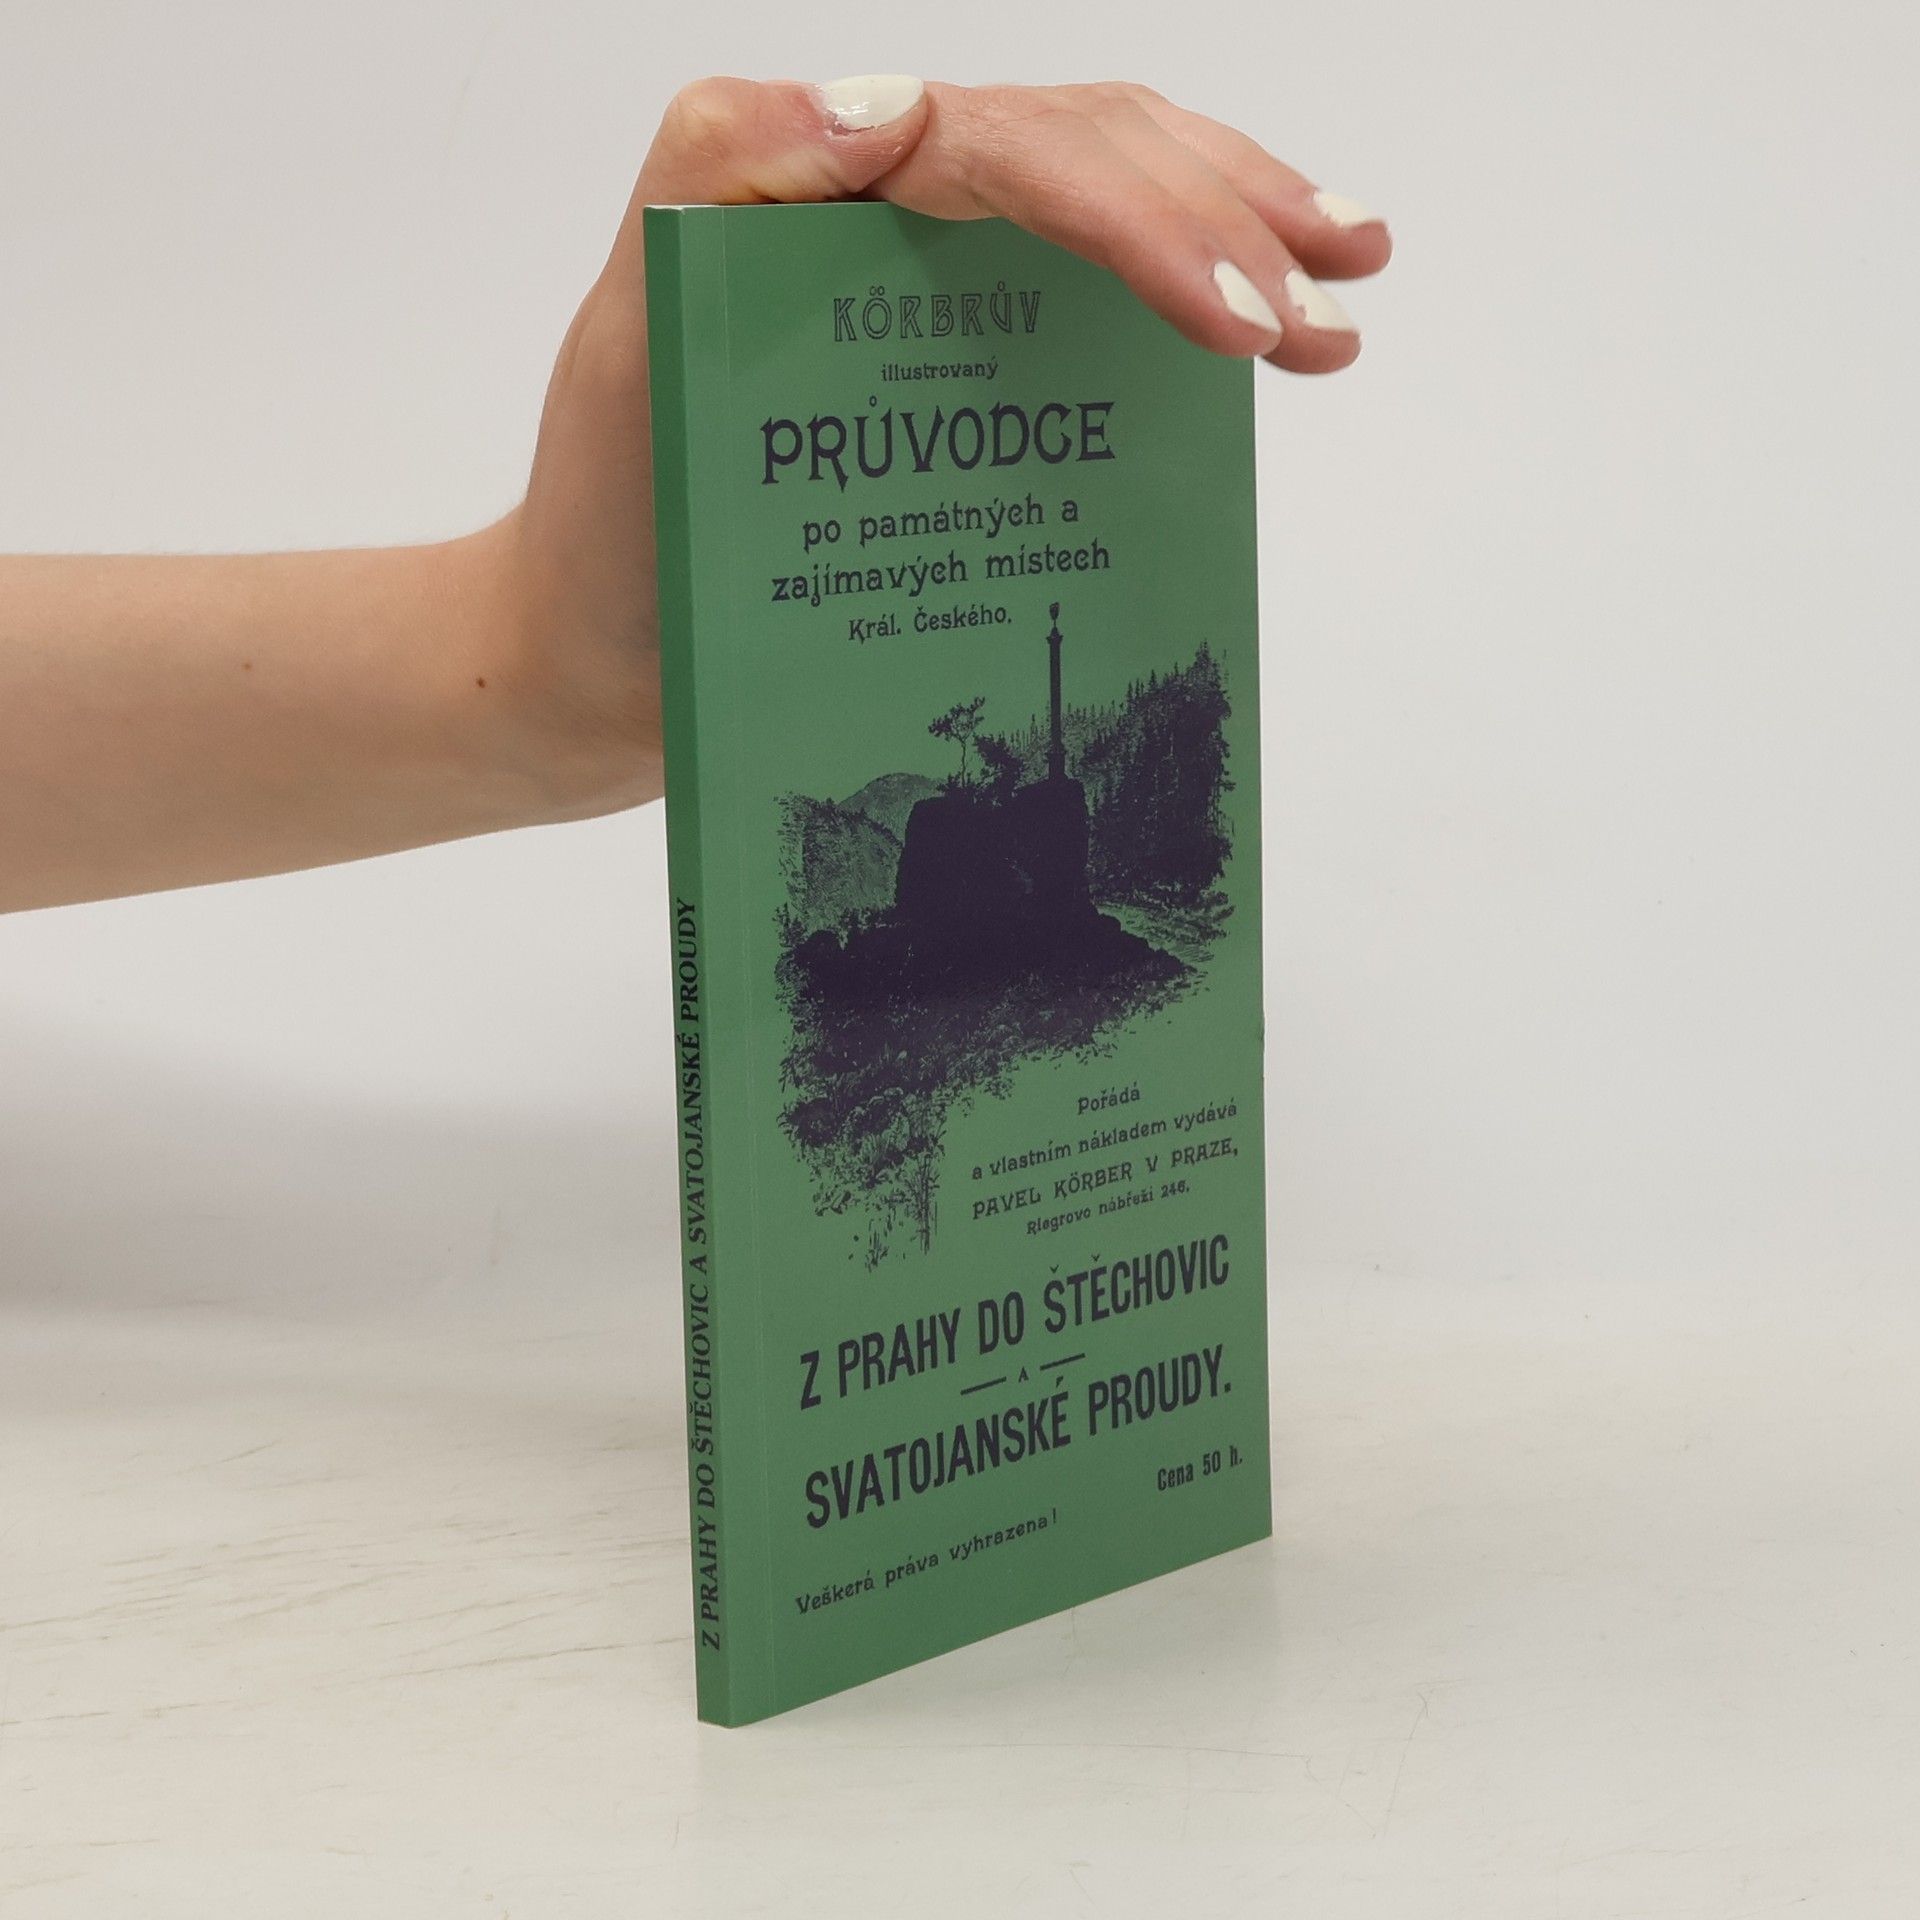 KÖRBRŮV
illustrovaný
PRŮVODCE
po památných a
zajímavých místech
Král. Českého.
Pořádá
a vlastním nákladem vydává
PAVEL KÖRBER V PRAZE,
Riegrovo nábřeží 246.
Z PRAHY DO ŠTĚCHOVIC
A
SVATOJANSKÉ PROUDY.
Cena 50 h.
Veškerá práva vyhrazena!
Z PRAHY DO ŠTĚCHOVIC A SVATOJANSKÉ PROUDY